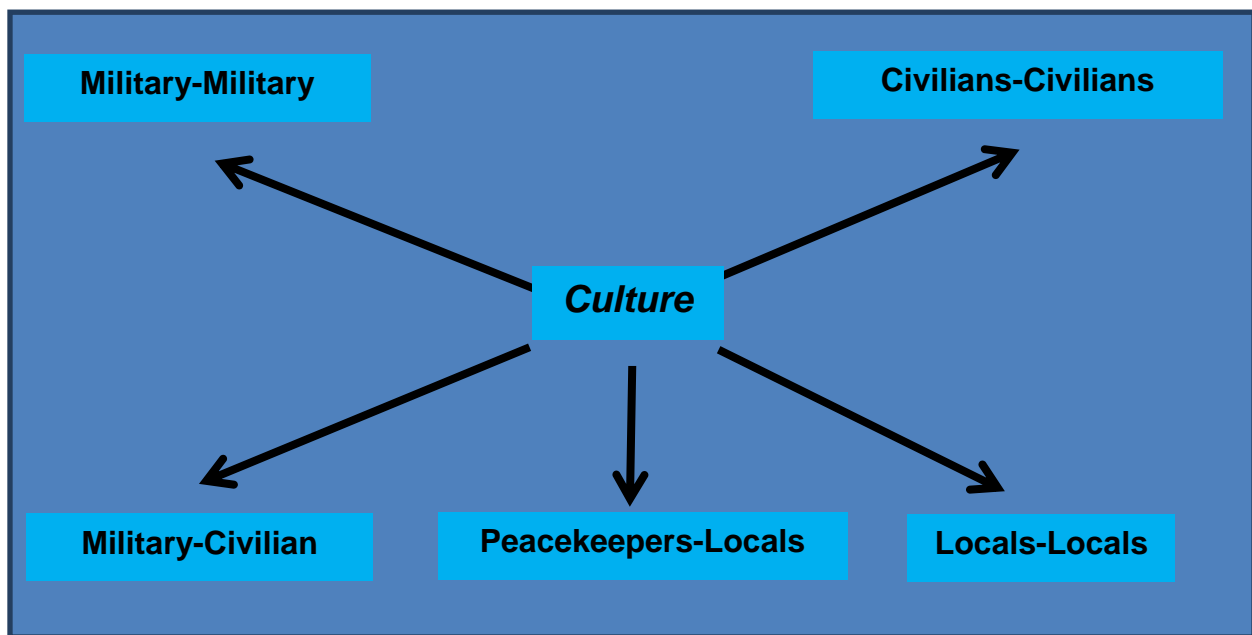 Military-Military
Civilians-Civilians
Culture
Military-Civilian
Peacekeepers-Locals
Locals-Locals